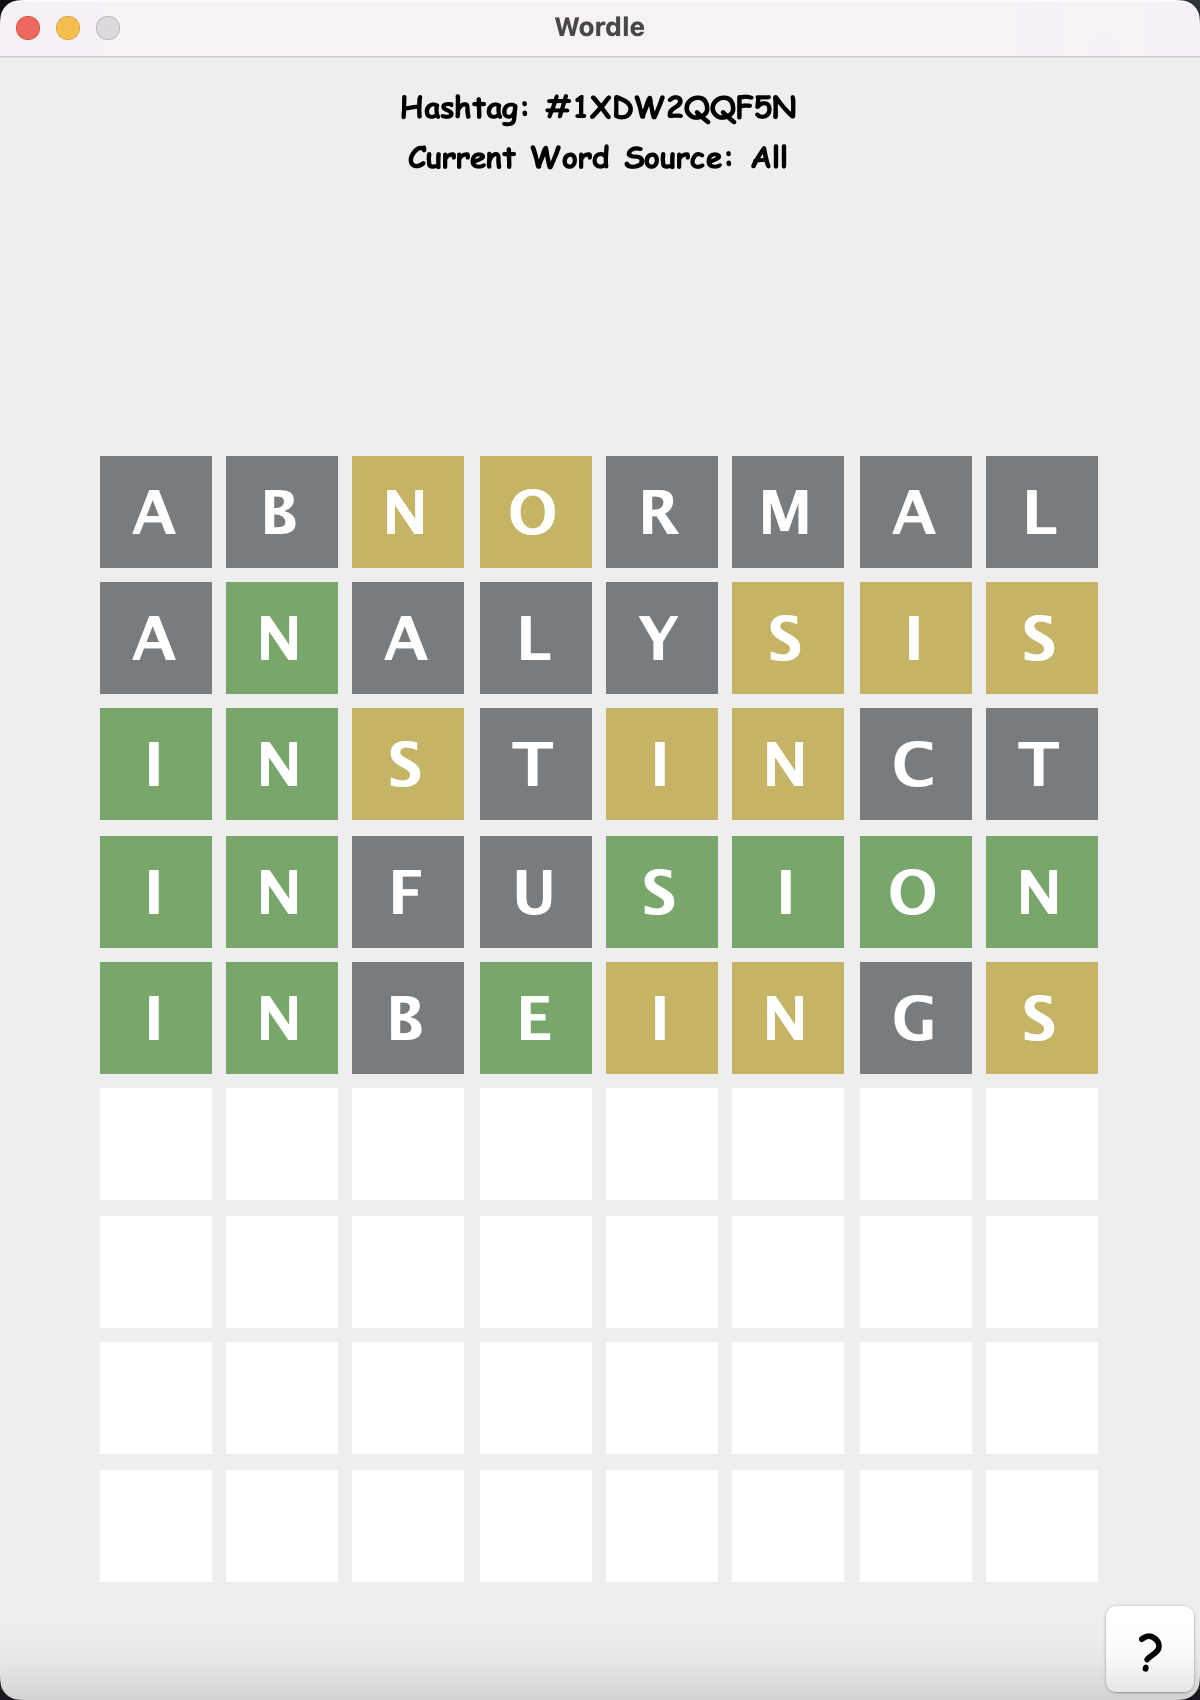 Wordle
Hashtag: #1XDW2QQF5N
Current Word Source: All
ABNORMAL
ANALYSIS
INSTINCT
INFUSION
INBEINGS
?